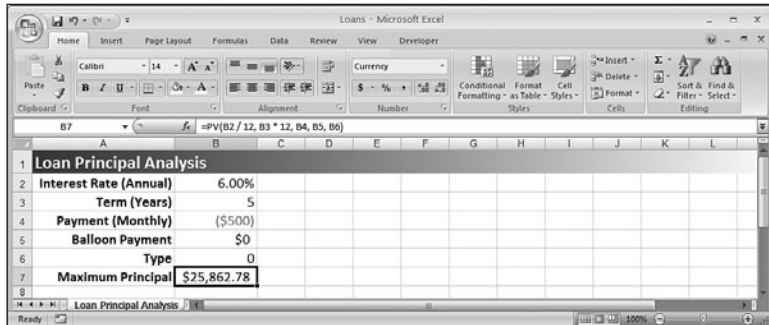 Loans - Microsoft Excel
Home Insert Page Layout Formulas Data Review View Developer
Calibri 14 A A Currency Insert
Paste B I U A $ % , .0 .00 Conditional Formatting Format as Table Cell Styles Delete Format Σ Sort & Filter Find & Select
Clipboard Font Alignment Number Styles Cells Editing
B7 fx =PV(B2 / 12, B3 * 12, B4, B5, B6)
A B C D E F G H I J K L
1 Loan Principal Analysis
2 Interest Rate (Annual) 6.00%
3 Term (Years) 5
4 Payment (Monthly) ($500)
5 Balloon Payment $0
6 Type 0
7 Maximum Principal $25,862.78
8
Loan Principal Analysis
Ready 100%